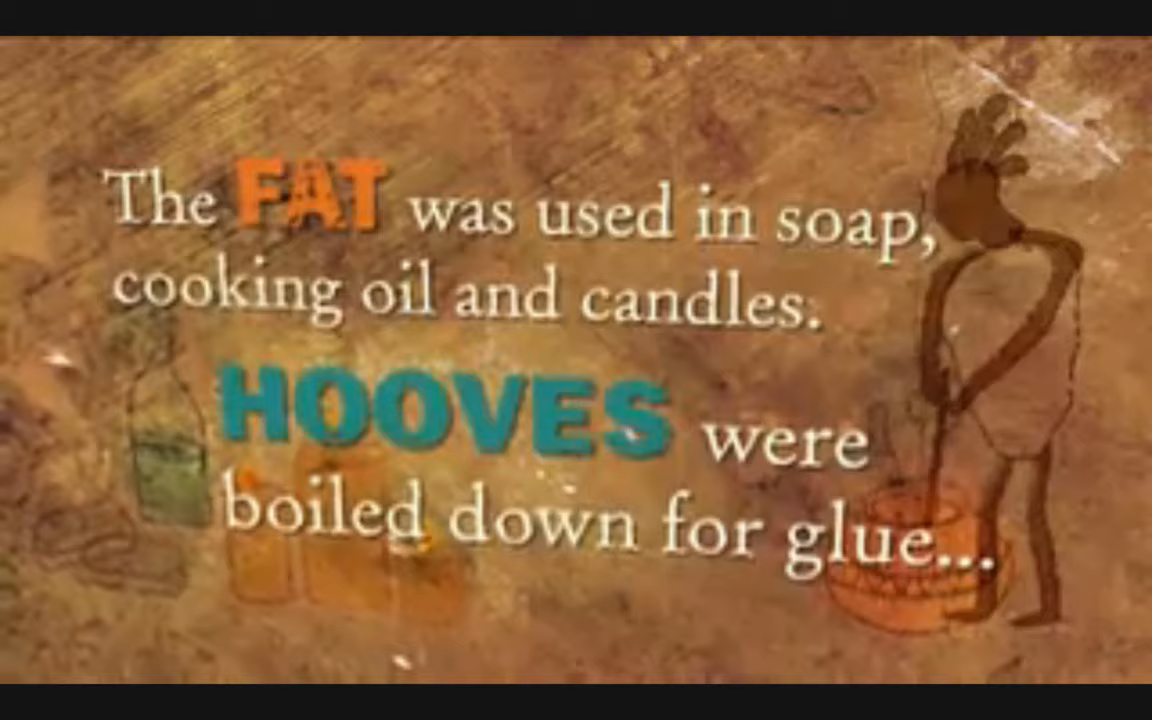 The FAT was used in soap,
cooking oil and candles.
HOOVES were
boiled down for glue...